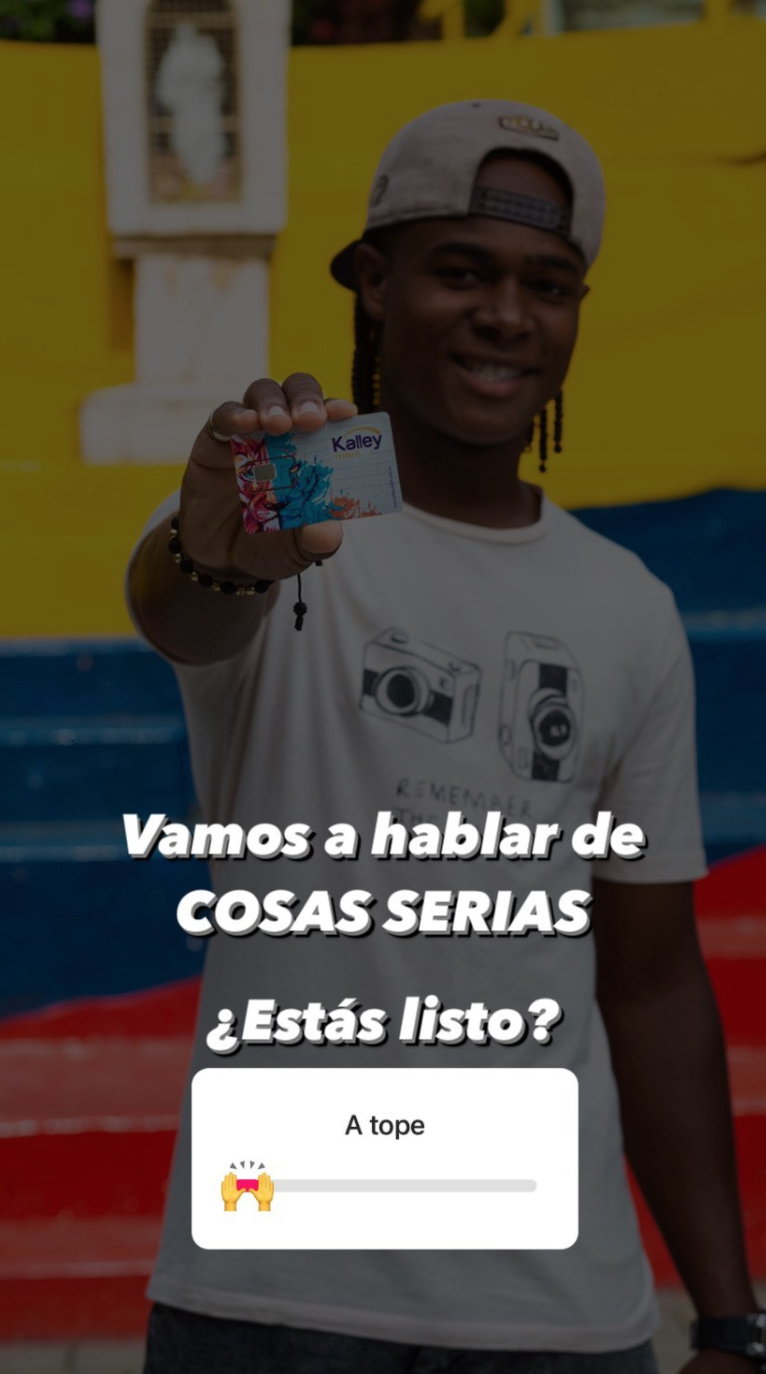 Kalley
REMEMBER
Vamos a hablar de
COSAS SERIAS
¿Estás listo?
A tope